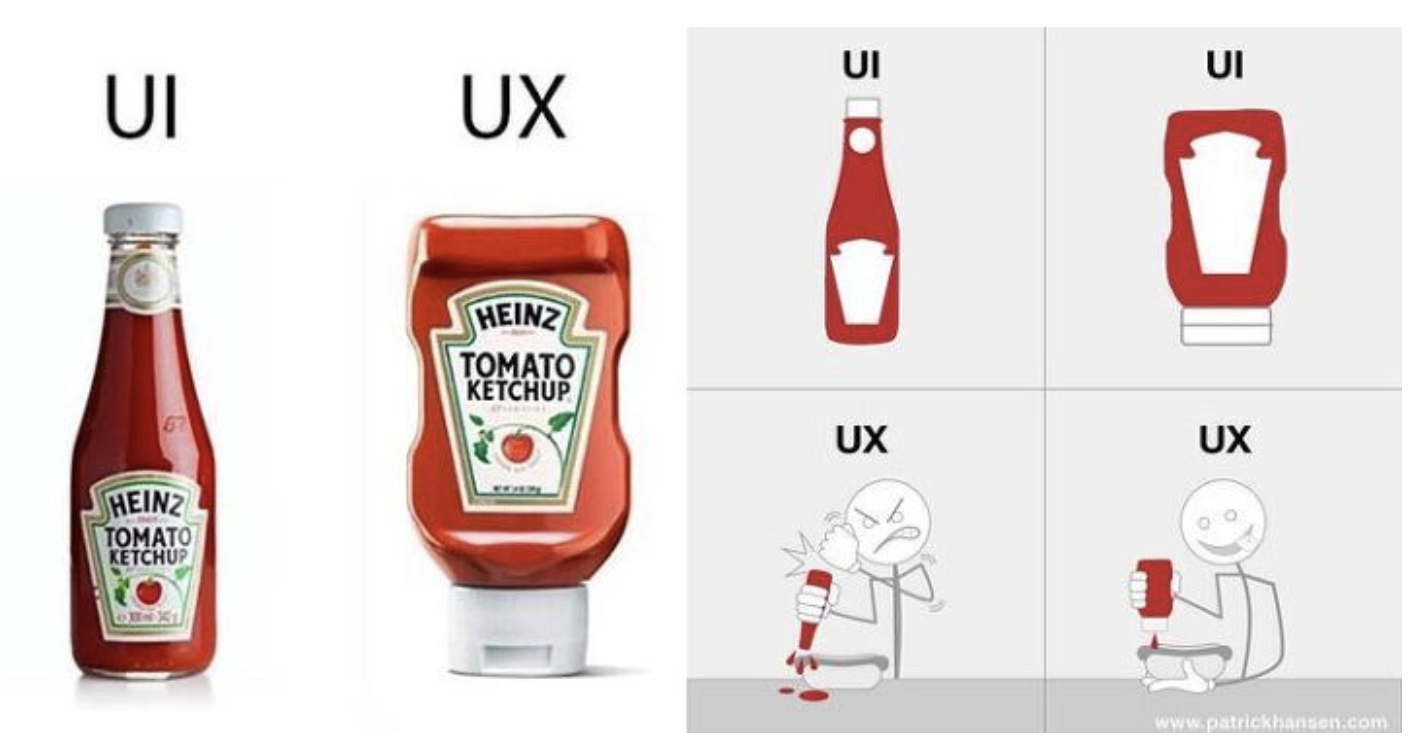 UI
UX
HEINZ
TOMATO
KETCHUP
HEINZ
TOMATO
KETCHUP
UI
UI
UX
UX
www.patrickhansen.com